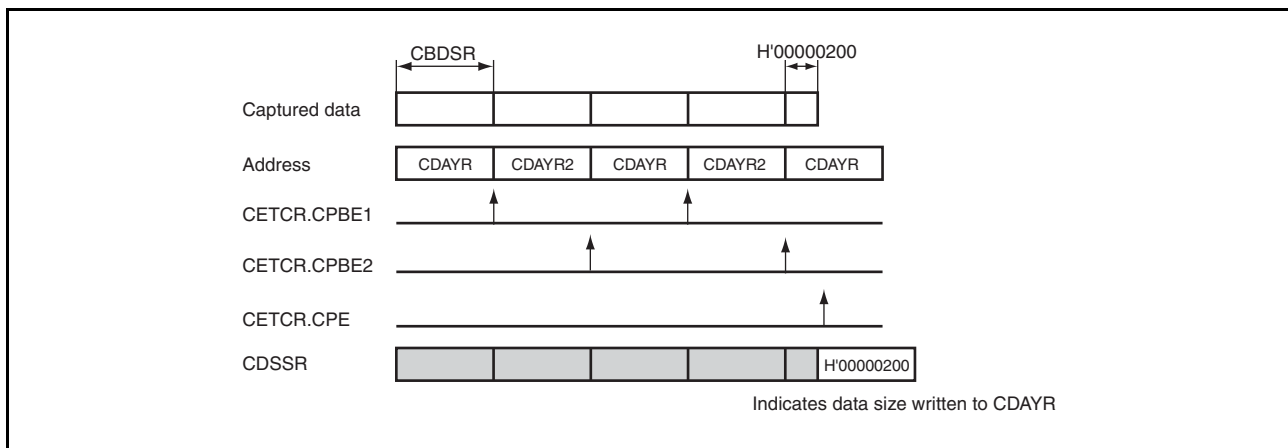 CBDSR H'00000200
Captured data
Address CDAYR CDAYR2 CDAYR CDAYR2 CDAYR
CETCR.CPBE1
CETCR.CPBE2
CETCR.CPE
CDSSR H'00000200
Indicates data size written to CDAYR